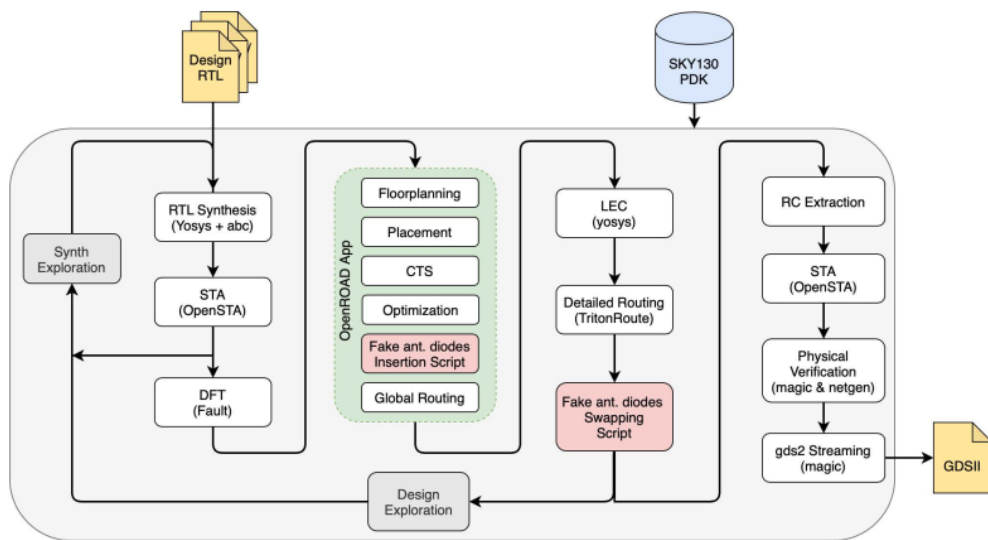 Design
RTL
SKY130
PDK
RTL Synthesis
(Yosys + abc)
Synth
Exploration
STA
(OpenSTA)
DFT
(Fault)
OpenROAD App
Floorplanning
Placement
CTS
Optimization
Fake ant. diodes
Insertion Script
Global Routing
LEC
(yosys)
Detailed Routing
(TritonRoute)
Fake ant. diodes
Swapping
Script
Design
Exploration
RC Extraction
STA
(OpenSTA)
Physical
Verification
(magic & netgen)
gds2 Streaming
(magic)
GDSII